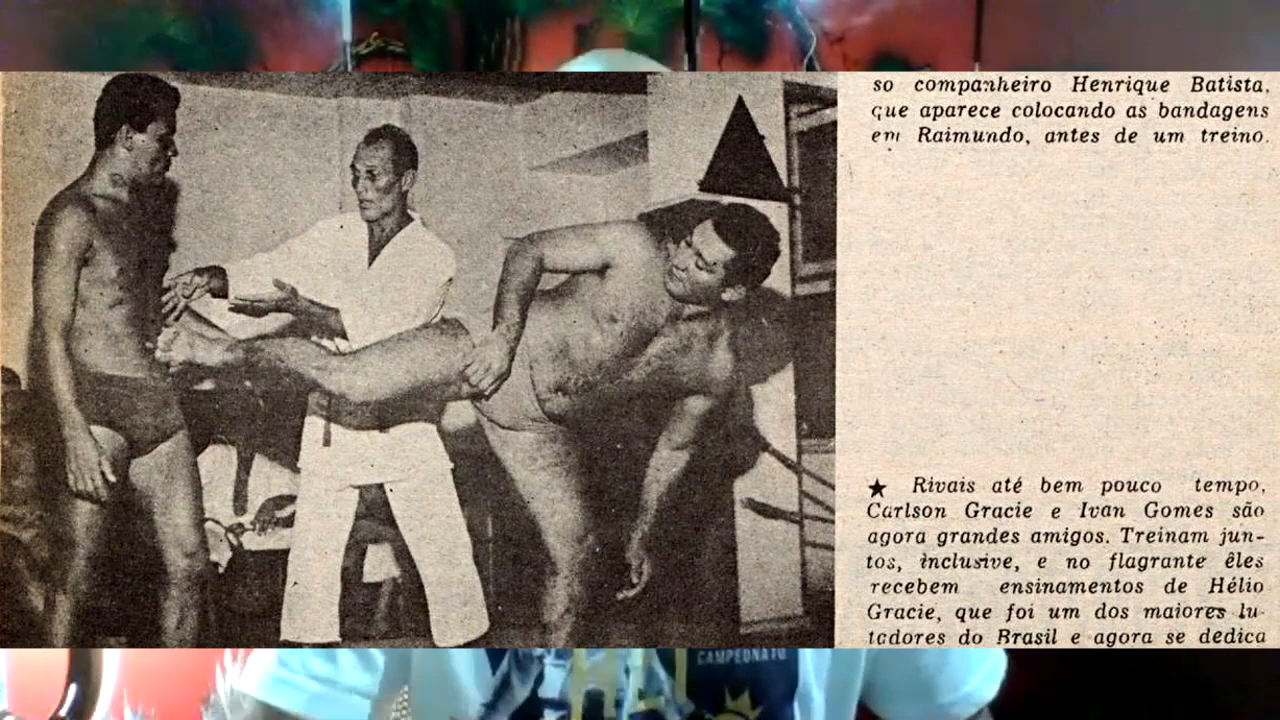 so companheiro Henrique Batista,
que aparece colocando as bandagens
em Raimundo, antes de um treino.
★ Rivais até bem pouco tempo,
Carlson Gracie e Ivan Gomes são
agora grandes amigos. Treinam jun-
tos, inclusive, e no flagrante êles
recebem ensinamentos de Hélio
Gracie, que foi um dos maiores lu-
tadores do Brasil e agora se dedica
CAMPEONATO